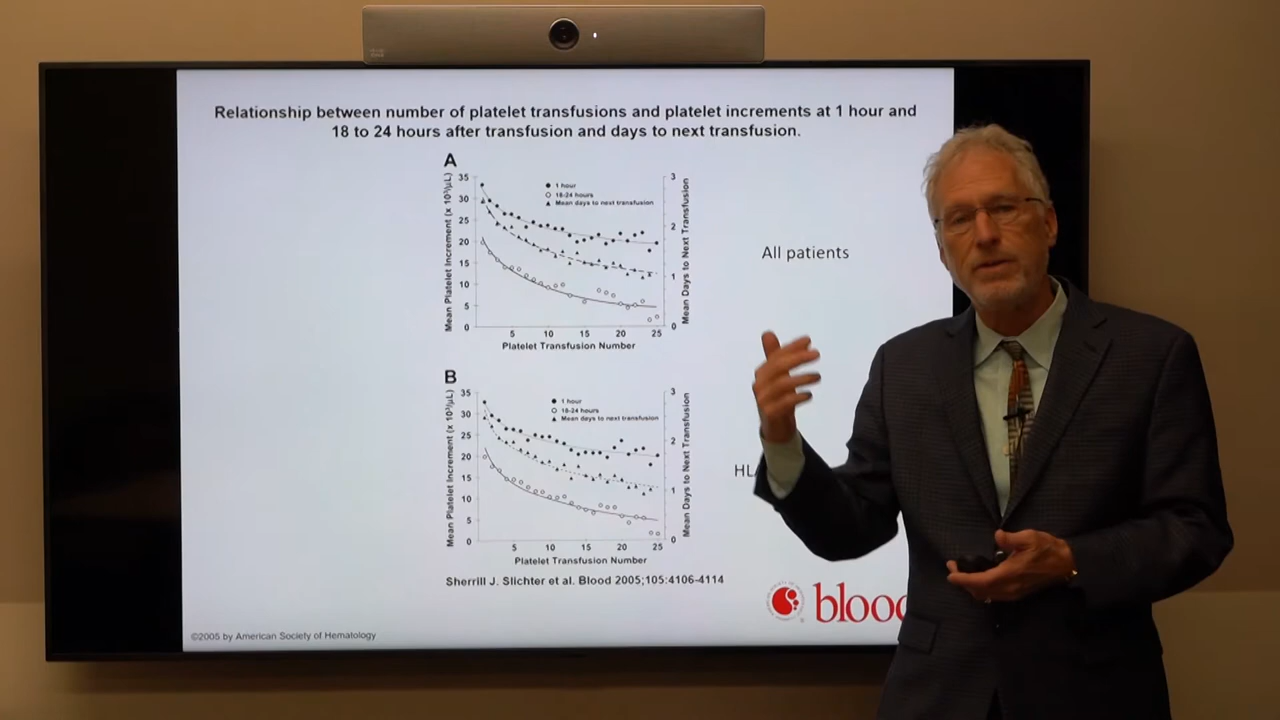 Relationship between number of platelet transfusions and platelet increments at 1 hour and
18 to 24 hours after transfusion and days to next transfusion.
A
Mean Platelet Increment (x 10³/µL)
35
30
25
20
15
10
5
0
1 hour
18-24 hours
Mean days to next transfusion
3
2
1
0
Mean Days to Next Transfusion
5 10 15 20 25
Platelet Transfusion Number
All patients
B
Mean Platelet Increment (x 10³/µL)
35
30
25
20
15
10
5
0
1 hour
18-24 hours
Mean days to next transfusion
3
2
1
0
Mean Days to Next Transfusion
5 10 15 20 25
Platelet Transfusion Number
HL
Sherrill J. Slichter et al. Blood 2005;105:4106-4114
blood
©2005 by American Society of Hematology